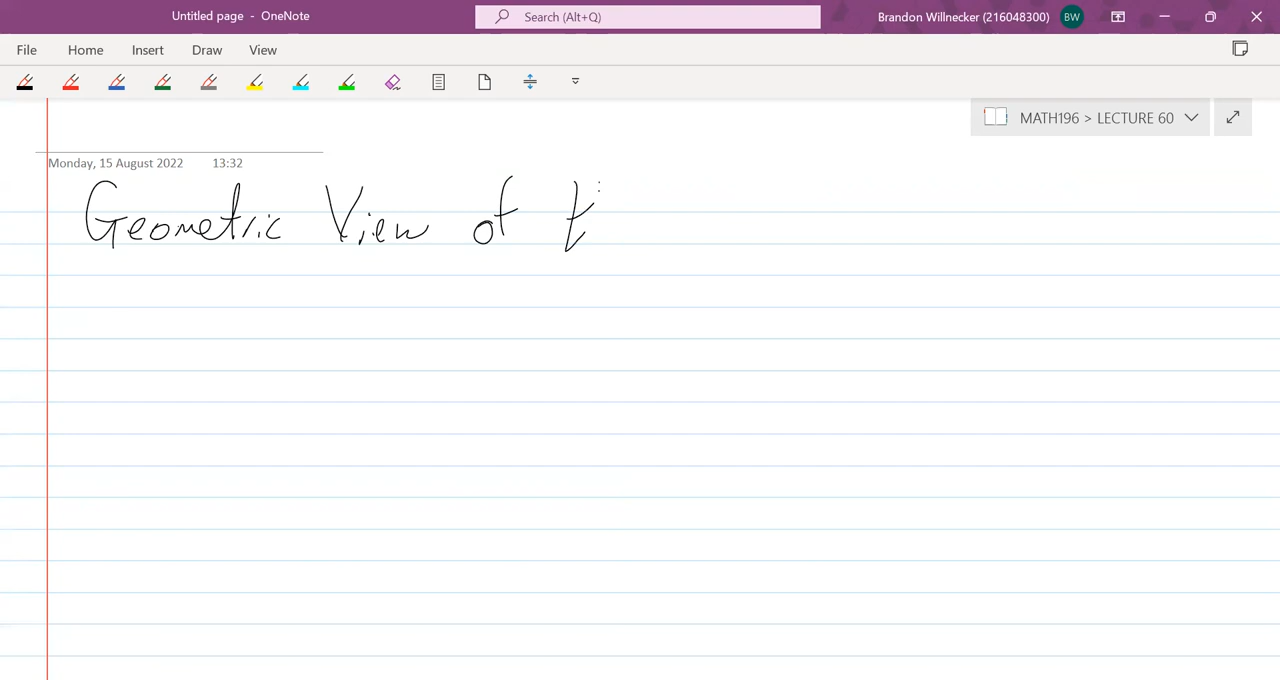 Untitled page - OneNote
Search (Alt+Q)
Brandon Willnecker (216048300)
BW
File Home Insert Draw View
MATH196 > LECTURE 60
Monday, 15 August 2022 13:32
Geometric View of